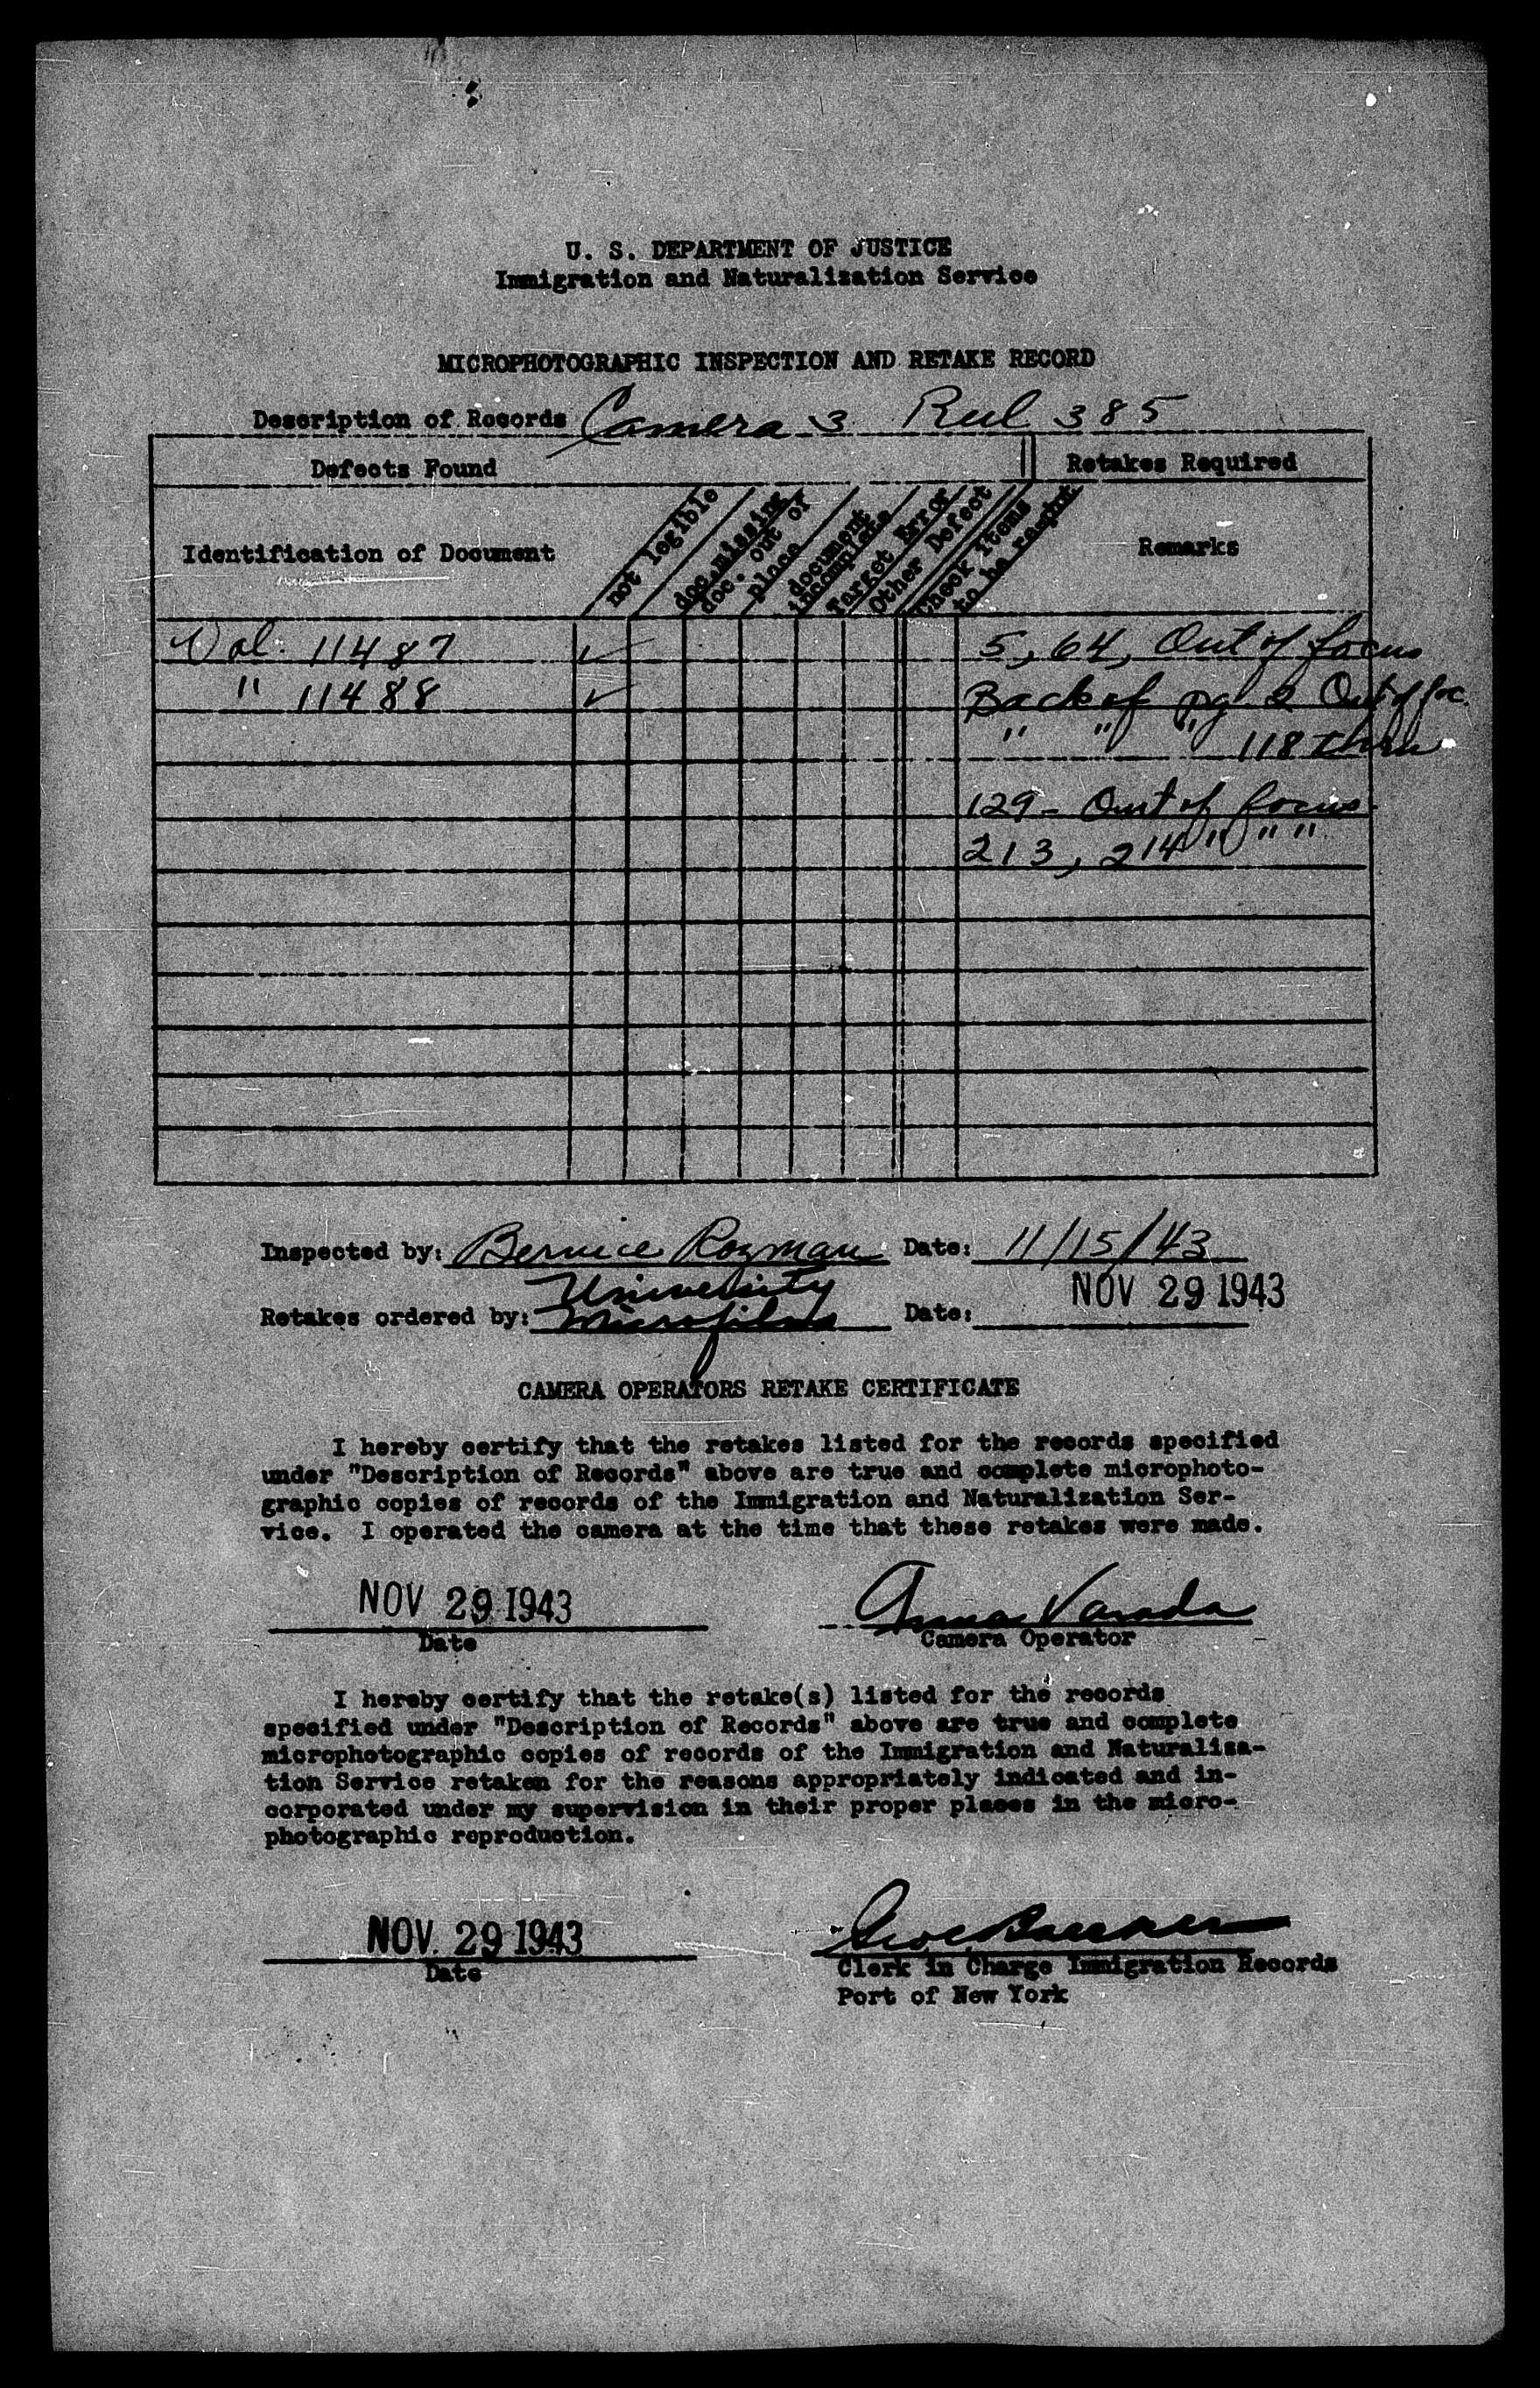 U. S. DEPARTMENT OF JUSTICE
Immigration and Naturalization Service
MICROPHOTOGRAPHIC INSPECTION AND RETAKE RECORD
Description of Records Camera 3 Reel 385
Defects Found
Retakes Required
Identification of Document
not legible
doc. missing
doc. out of
place
document
incomplete
Target Error
Other Defect
Check items
to be reshot
Remarks
Vol. 11487 ✓ 5, 64, Out of focus
" 11488 ✓ Back of pg. 2 Out of foc.
" " " 118 thru
129 - Out of focus
213, 214 " " "
Inspected by: Bernice Rozman Date: 11/15/43
University
Retakes ordered by: Microfilms Date: NOV 29 1943
CAMERA OPERATORS RETAKE CERTIFICATE
I hereby certify that the retakes listed for the records specified
under "Description of Records" above are true and complete microphoto-
graphic copies of records of the Immigration and Naturalization Ser-
vice. I operated the camera at the time that these retakes were made.
NOV 29 1943 Anna Varada
Date Camera Operator
I hereby certify that the retake(s) listed for the records
specified under "Description of Records" above are true and complete
microphotographic copies of records of the Immigration and Naturaliza-
tion Service retaken for the reasons appropriately indicated and in-
corporated under my supervision in their proper places in the micro-
photographic reproduction.
NOV. 29 1943
Date
Clerk in Charge Immigration Records
Port of New York